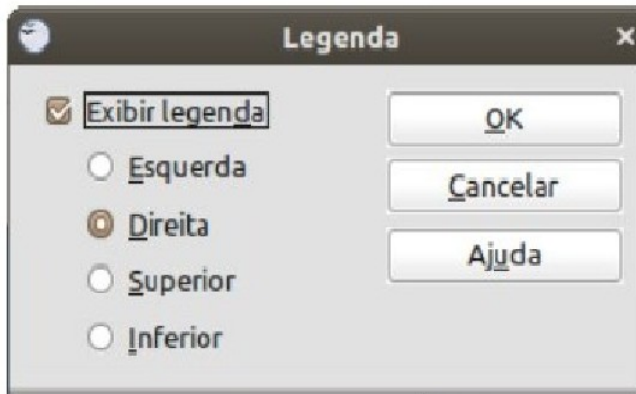 Legenda
Exibir legenda
OK
Esquerda
Cancelar
Direita
Ajuda
Superior
Inferior